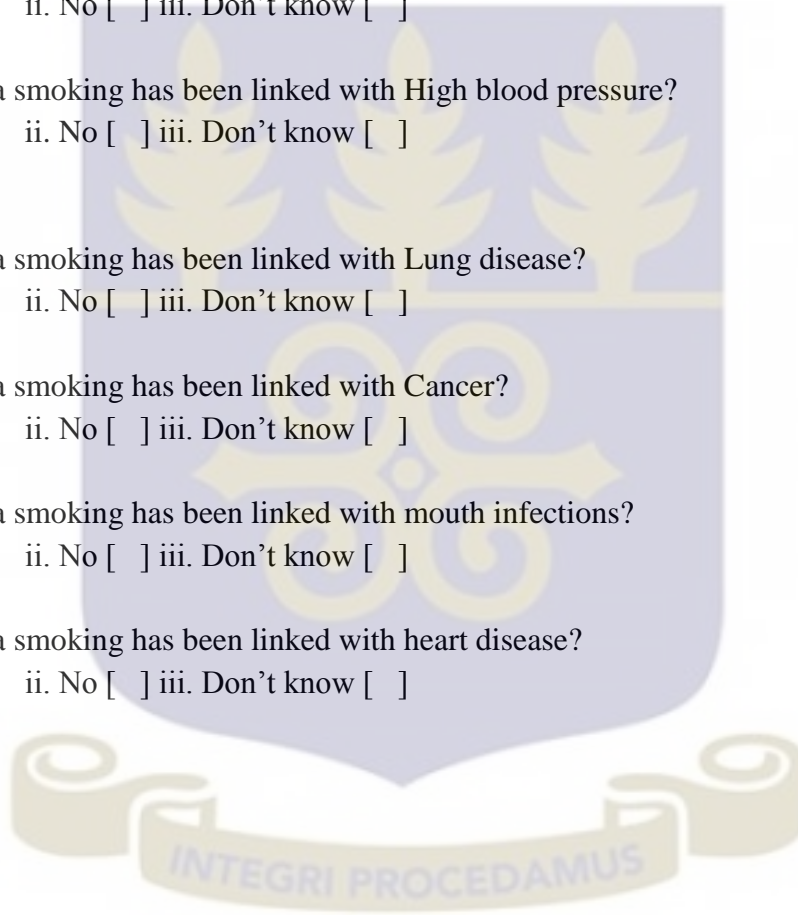 ii. No [ ] iii. Don't know [ ]
a smoking has been linked with High blood pressure?
ii. No [ ] iii. Don't know [ ]
a smoking has been linked with Lung disease?
ii. No [ ] iii. Don't know [ ]
a smoking has been linked with Cancer?
ii. No [ ] iii. Don't know [ ]
a smoking has been linked with mouth infections?
ii. No [ ] iii. Don't know [ ]
a smoking has been linked with heart disease?
ii. No [ ] iii. Don't know [ ]
INTEGRI PROCEDAMUS